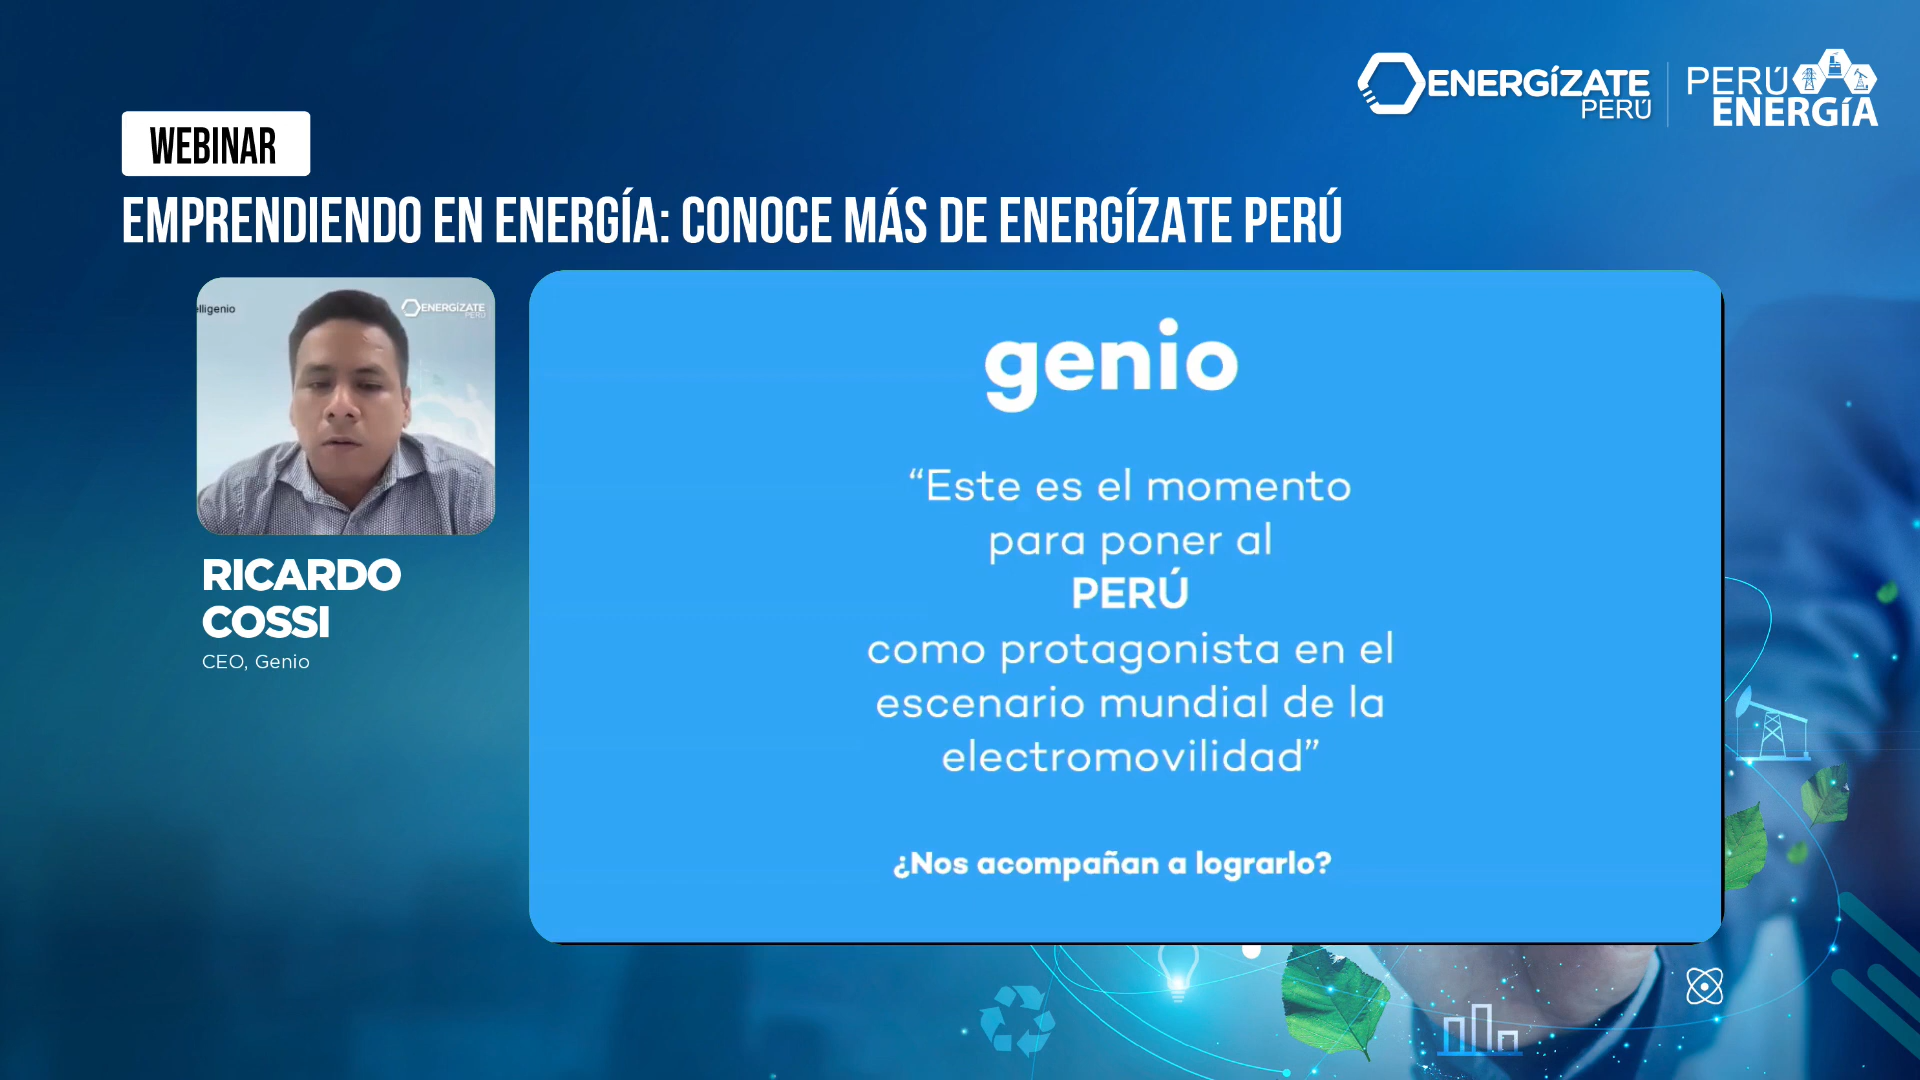 ENERGÍZATE
PERÚ
PERÚ
ENERGÍA
WEBINAR
EMPRENDIENDO EN ENERGÍA: CONOCE MÁS DE ENERGÍZATE PERÚ
elligenio
ENERGÍZATE
PERÚ
RICARDO
COSSI
CEO, Genio
genio
“Este es el momento
para poner al
PERÚ
como protagonista en el
escenario mundial de la
electromovilidad”
¿Nos acompañan a lograrlo?